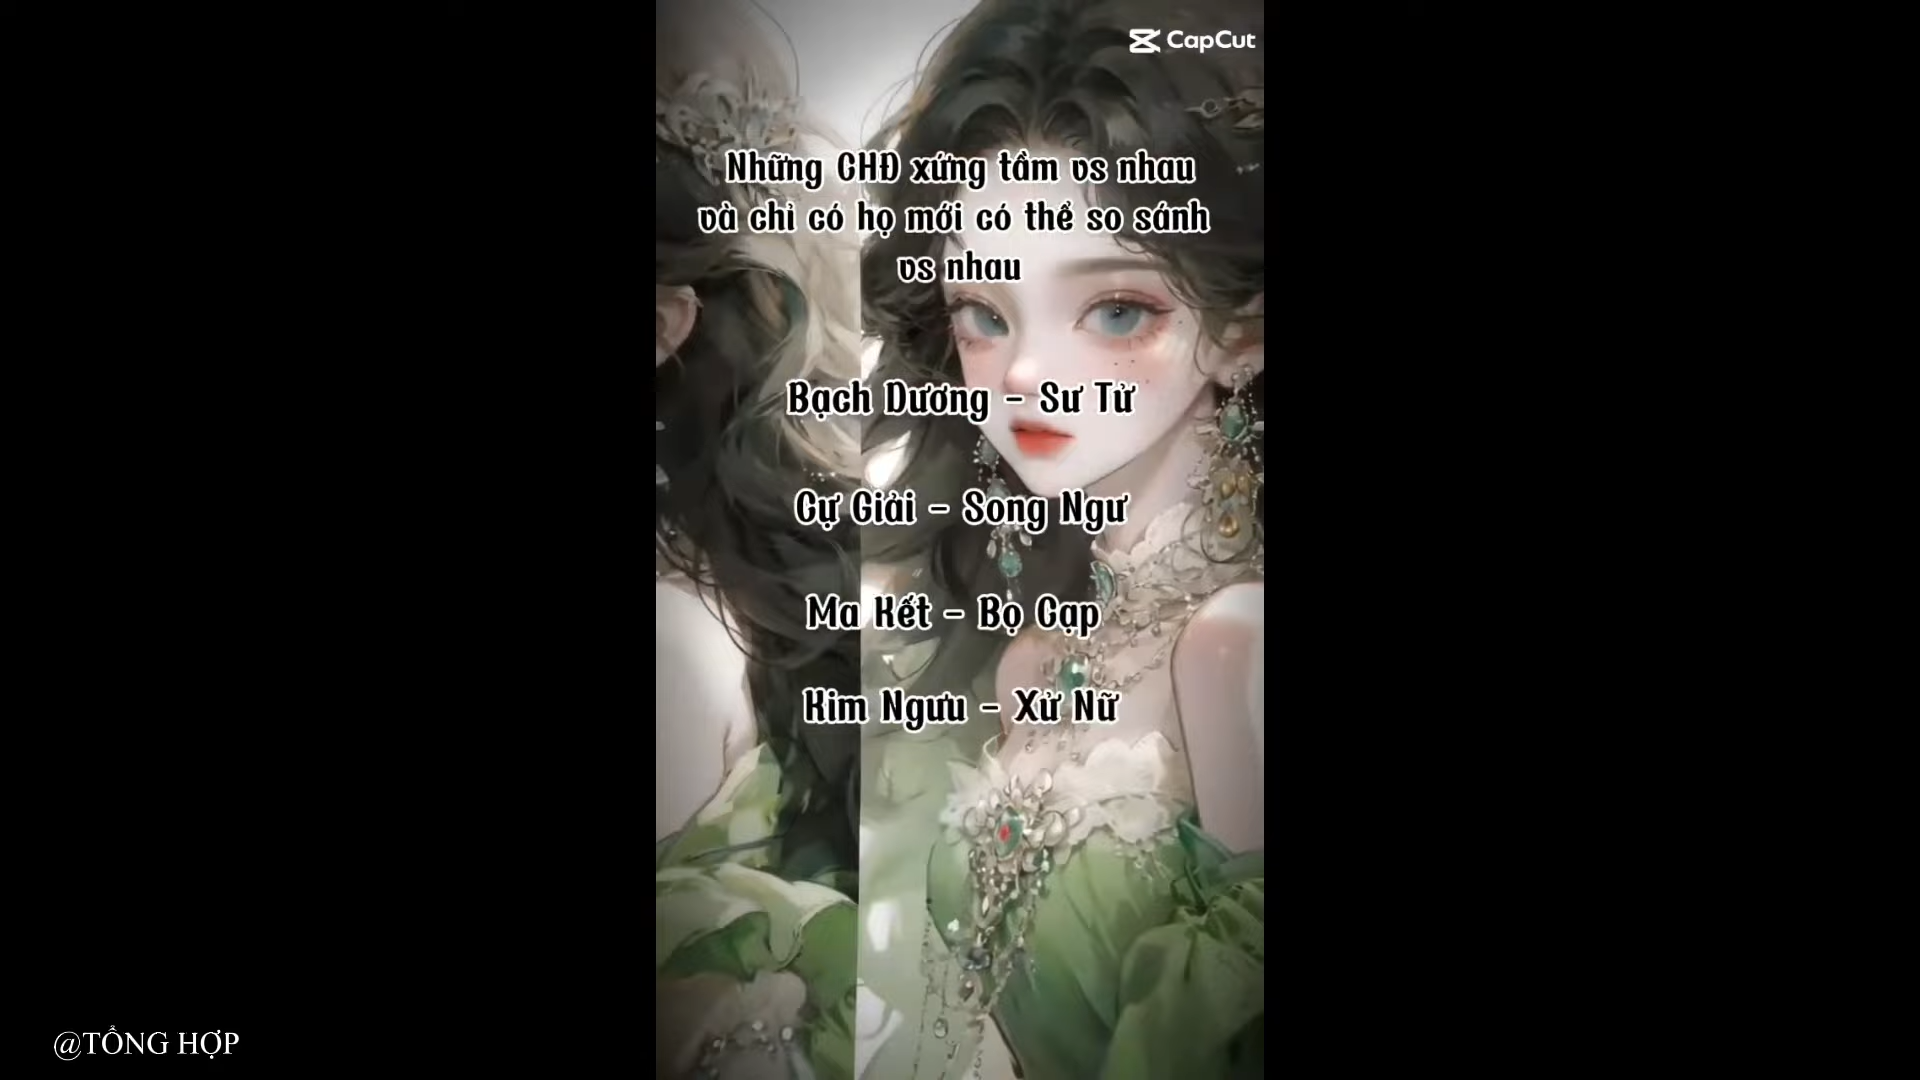 CapCut
Những CHĐ xứng tầm vs nhau
và chỉ có họ mới có thể so sánh
vs nhau
Bạch Dương - Sư Tử
Cự Giải - Song Ngư
Ma Kết - Bọ Cạp
Kim Ngưu - Xử Nữ
@TỔNG HỢP